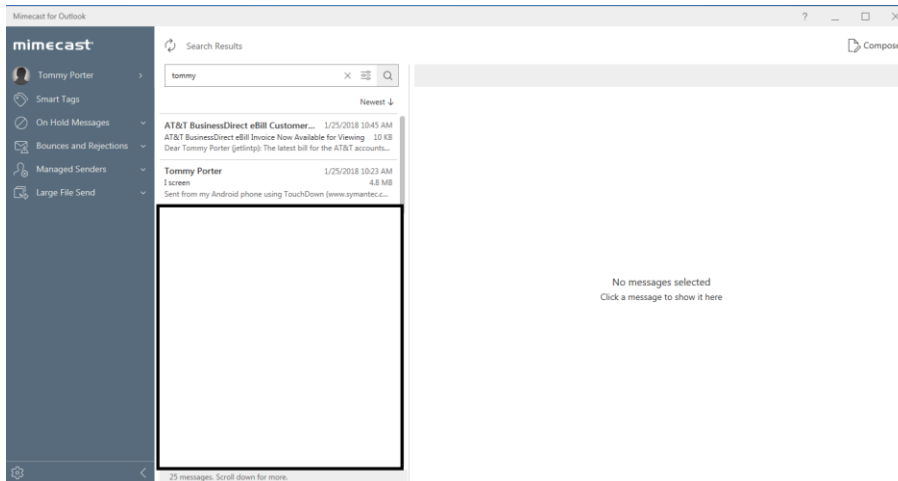 Mimecast for Outlook
?
mimecast
Search Results
Compose
Tommy Porter
Smart Tags
On Hold Messages
Bounces and Rejections
Managed Senders
Large File Send
tommy
Newest ↓
AT&T BusinessDirect eBill Customer... 1/25/2018 10:45 AM
AT&T BusinessDirect eBill Invoice Now Available for Viewing 10 KB
Dear Tommy Porter (jetlintp): The latest bill for the AT&T accounts...
Tommy Porter 1/25/2018 10:23 AM
I screen 4.8 MB
Sent from my Android phone using TouchDown (www.symantec.c...
No messages selected
Click a message to show it here
25 messages. Scroll down for more.